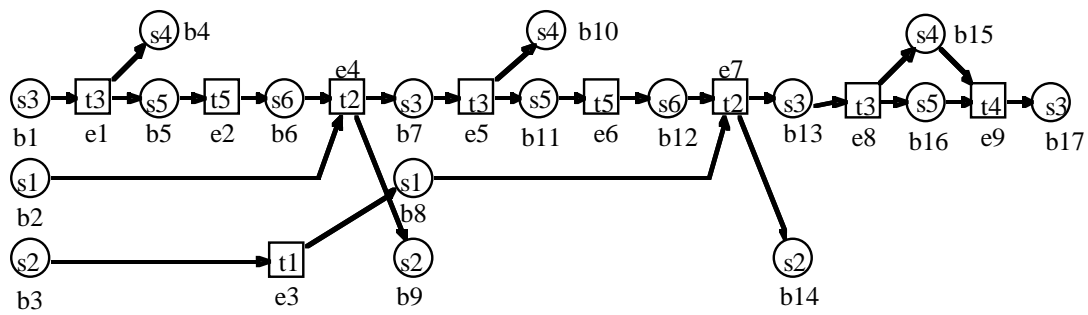 s4 b4 s4 b10 s4 b15
e4 e7
s3 t3 s5 t5 s6 t2 s3 t3 s5 t5 s6 t2 s3 t3 s5 t4 s3
b1 e1 b5 e2 b6 b7 e5 b11 e6 b12 b13 e8 b16 e9 b17
s1 s1
b2 b8
s2 t1 s2 s2
b3 e3 b9 b14